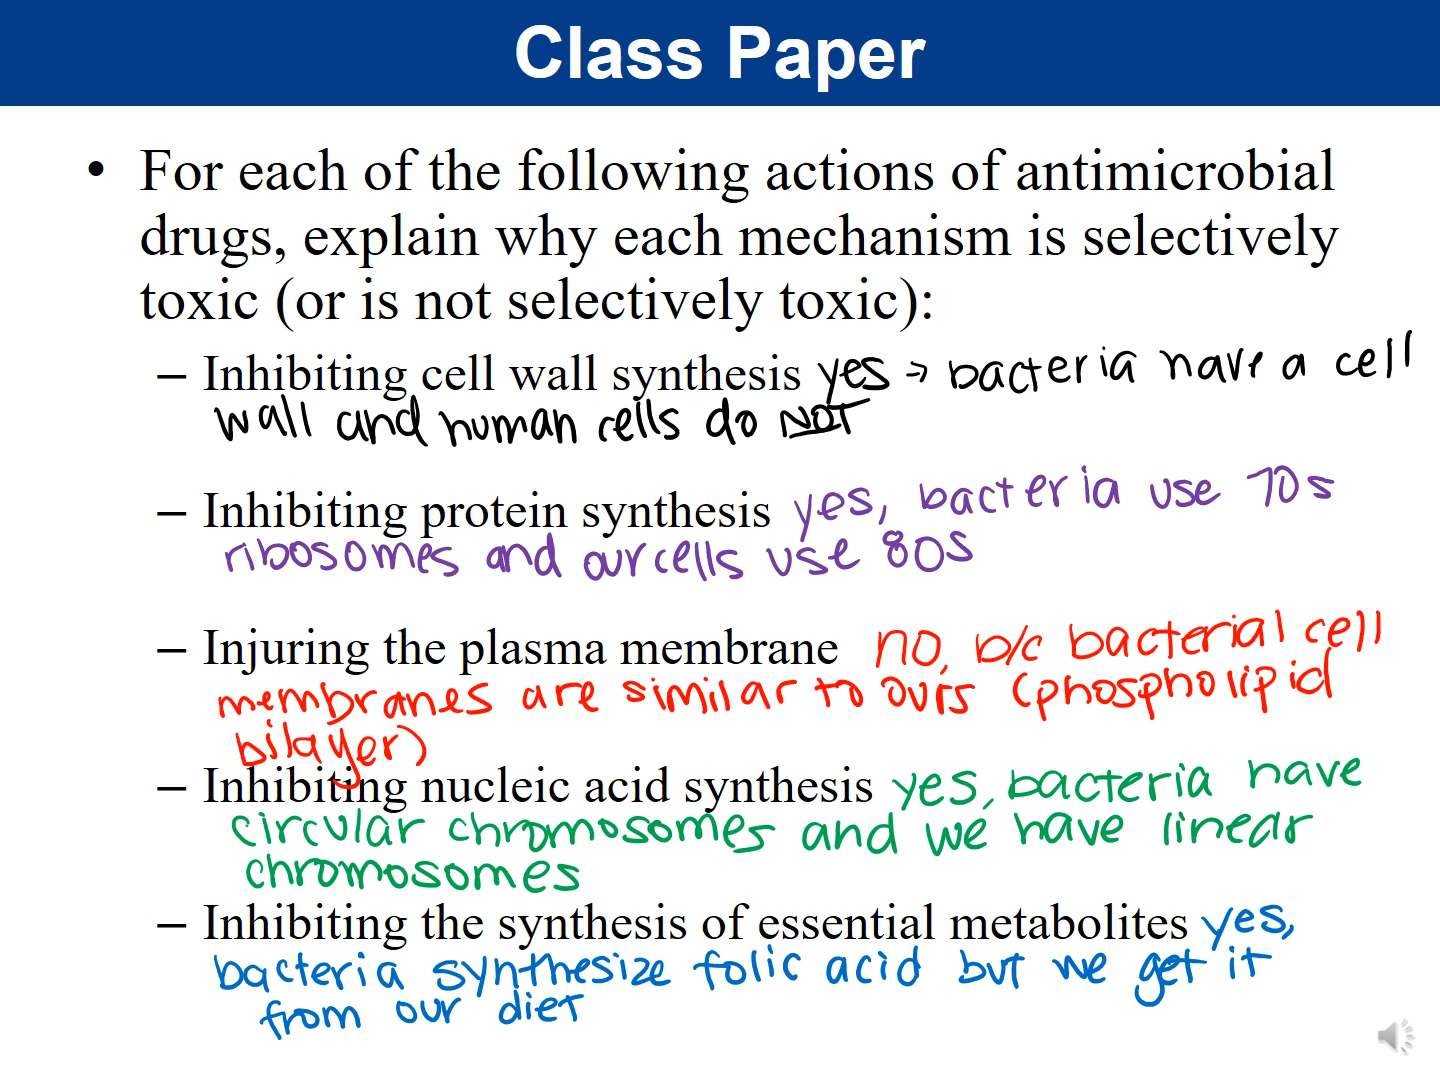 Class Paper
• For each of the following actions of antimicrobial
drugs, explain why each mechanism is selectively
toxic (or is not selectively toxic):
– Inhibiting cell wall synthesis yes → bacteria have a cell
wall and human cells do NOT
– Inhibiting protein synthesis yes, bacteria use 70s
ribosomes and our cells use 80s
– Injuring the plasma membrane no, b/c bacterial cell
membranes are similar to ours (phospholipid
bilayer)
– Inhibiting nucleic acid synthesis yes, bacteria have
circular chromosomes and we have linear
chromosomes
– Inhibiting the synthesis of essential metabolites yes,
bacteria synthesize folic acid but we get it
from our diet